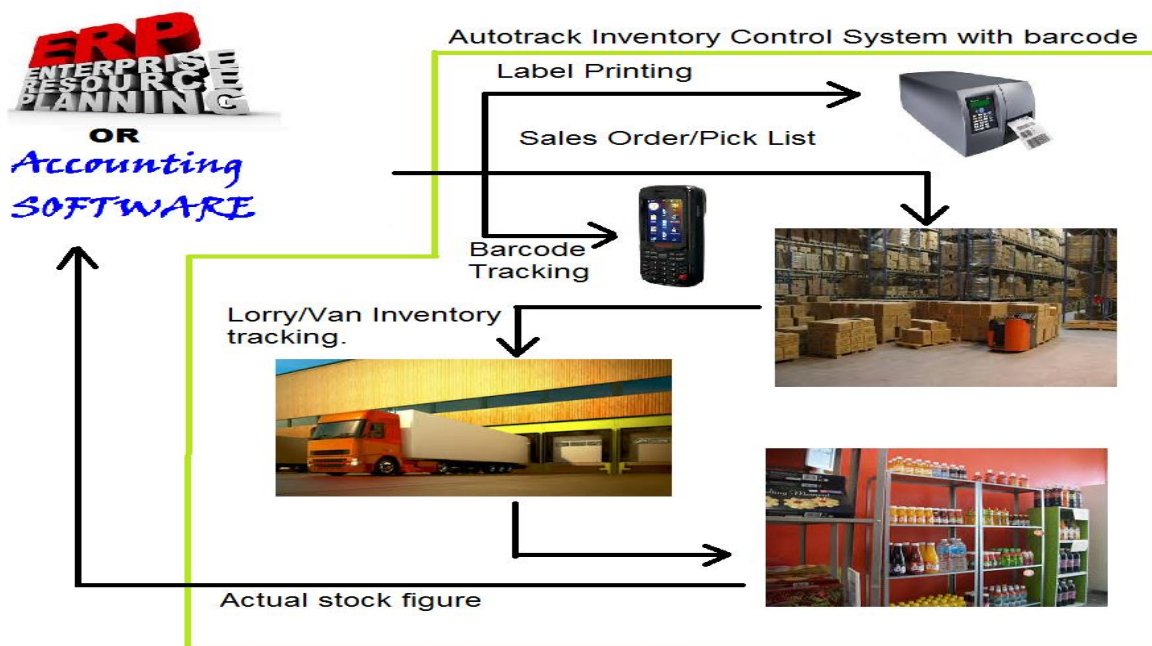 ERP
ENTERPRISE
RESOURCE
PLANNING
OR
Accounting
SOFTWARE
Autotrack Inventory Control System with barcode
Label Printing
Sales Order/Pick List
Barcode
Tracking
Lorry/Van Inventory
tracking.
Actual stock figure